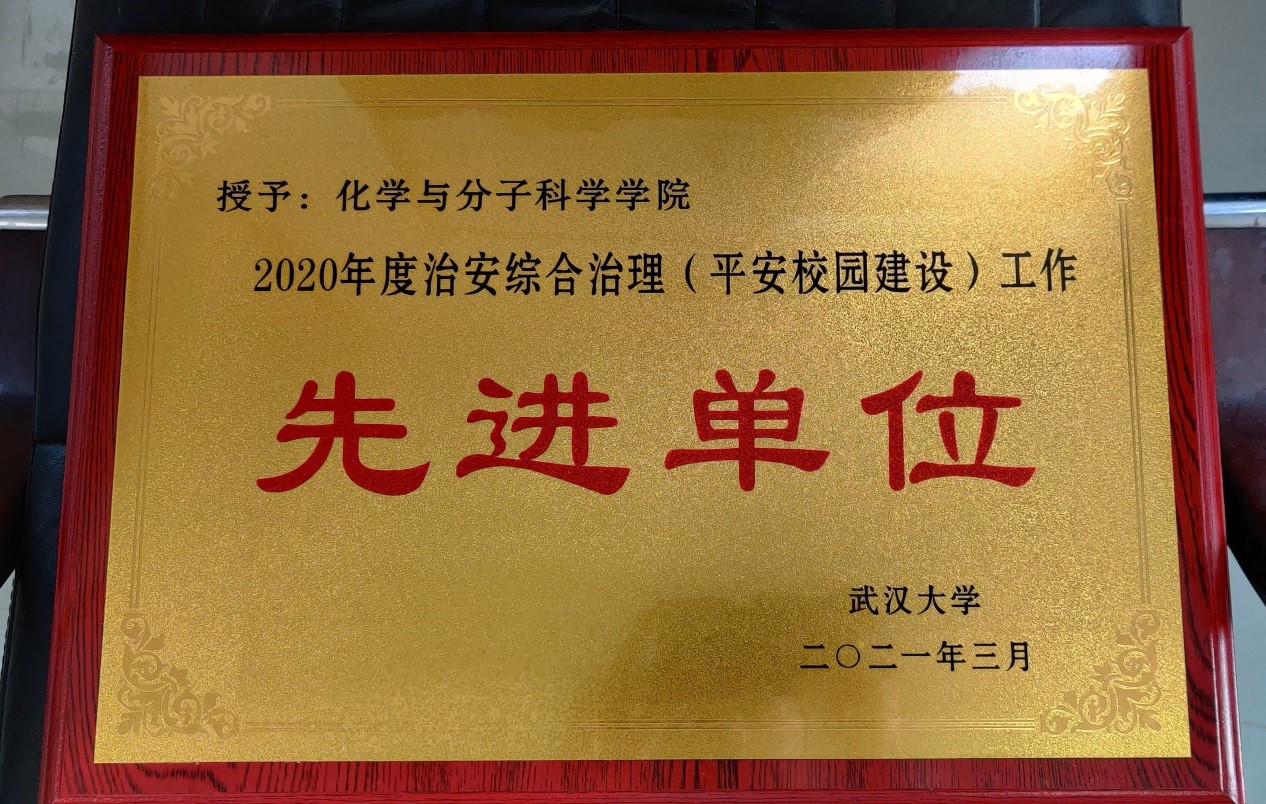 授予：化学与分子科学学院
2020年度治安综合治理（平安校园建设）工作
先进单位
武汉大学
二〇二一年三月